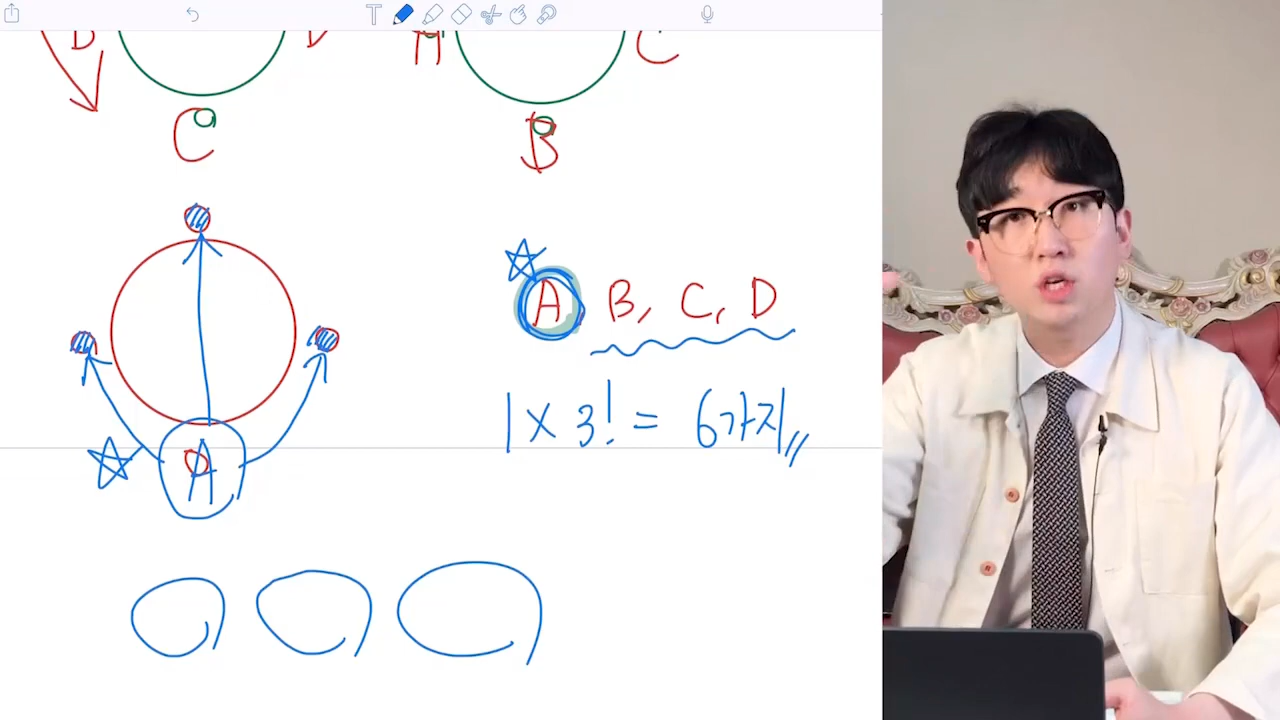 B D A C
C B
A B, C, D
1 × 3! = 6가지
A